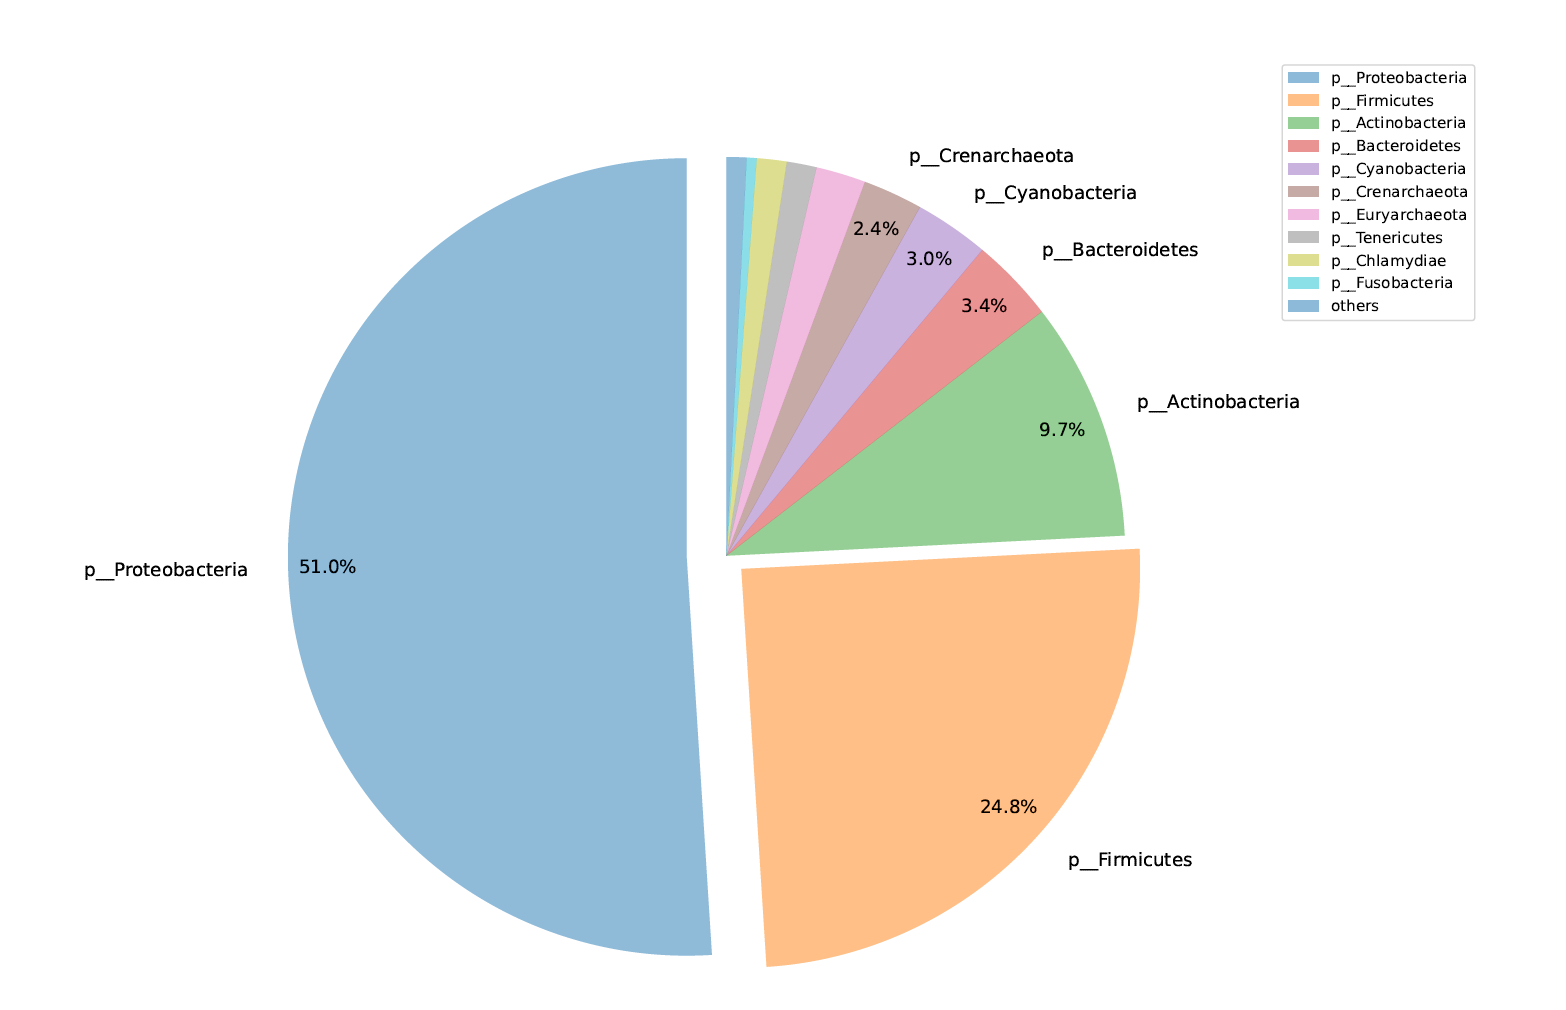 p__Proteobacteria
p__Firmicutes
p__Actinobacteria
p__Bacteroidetes
p__Cyanobacteria
p__Crenarchaeota
p__Euryarchaeota
p__Tenericutes
p__Chlamydiae
p__Fusobacteria
others
p__Crenarchaeota
p__Cyanobacteria
2.4%
p__Bacteroidetes
3.0%
3.4%
p__Actinobacteria
9.7%
p__Proteobacteria
51.0%
24.8%
p__Firmicutes